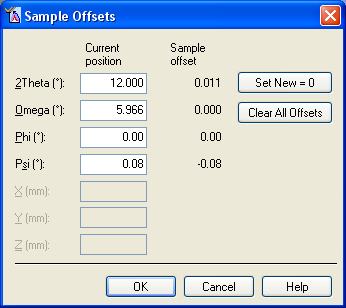 Sample Offsets
Current position Sample offset
2Theta (°): 12.000 0.011 Set New = 0
Omega (°): 5.966 0.000 Clear All Offsets
Phi (°): 0.00 0.00
Psi (°): 0.08 -0.08
X (mm):
Y (mm):
Z (mm):
OK Cancel Help